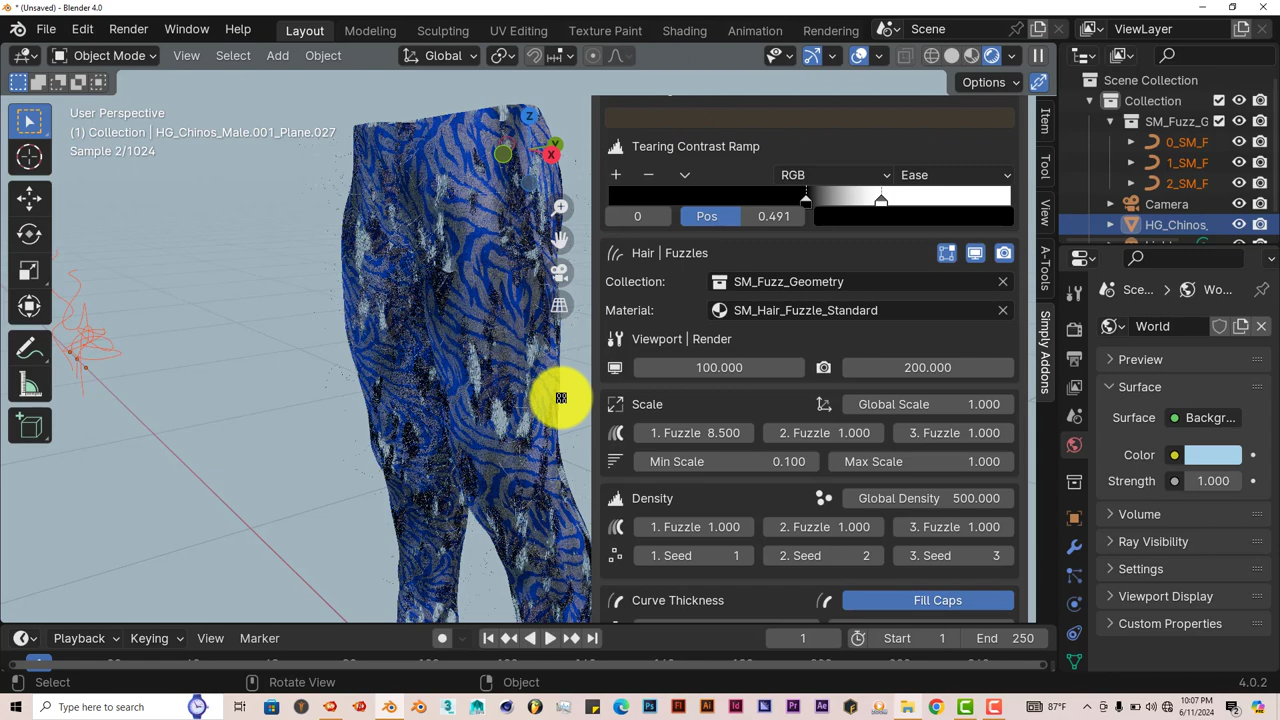 * (Unsaved) - Blender 4.0
File Edit Render Window Help Layout Modeling Sculpting UV Editing Texture Paint Shading Animation Rendering Scene ViewLayer
Object Mode View Select Add Object Global
Options
User Perspective
(1) Collection | HG_Chinos_Male.001_Plane.027
Sample 2/1024
Z
Y
X
Tearing Contrast Ramp
RGB Ease
0 Pos 0.491
Hair | Fuzzles
Collection: SM_Fuzz_Geometry
Material: SM_Hair_Fuzzle_Standard
Viewport | Render
100.000 200.000
Scale Global Scale 1.000
1. Fuzzle 8.500 2. Fuzzle 1.000 3. Fuzzle 1.000
Min Scale 0.100 Max Scale 1.000
Density Global Density 500.000
1. Fuzzle 1.000 2. Fuzzle 1.000 3. Fuzzle 1.000
1. Seed 1 2. Seed 2 3. Seed 3
Curve Thickness Fill Caps
Item
Tool
View
A-Tools
Simply Addons
Scene Collection
Collection
SM_Fuzz_G
0_SM_F
1_SM_F
2_SM_F
Camera
HG_Chinos_
Sce... Wo...
World
Preview
Surface
Surface Backgr...
Color
Strength 1.000
Volume
Ray Visibility
Settings
Viewport Display
Custom Properties
Playback Keying View Marker 1 Start 1 End 250
Select Rotate View Object 4.0.2
Type here to search
87°F
10:07 PM
6/11/2024